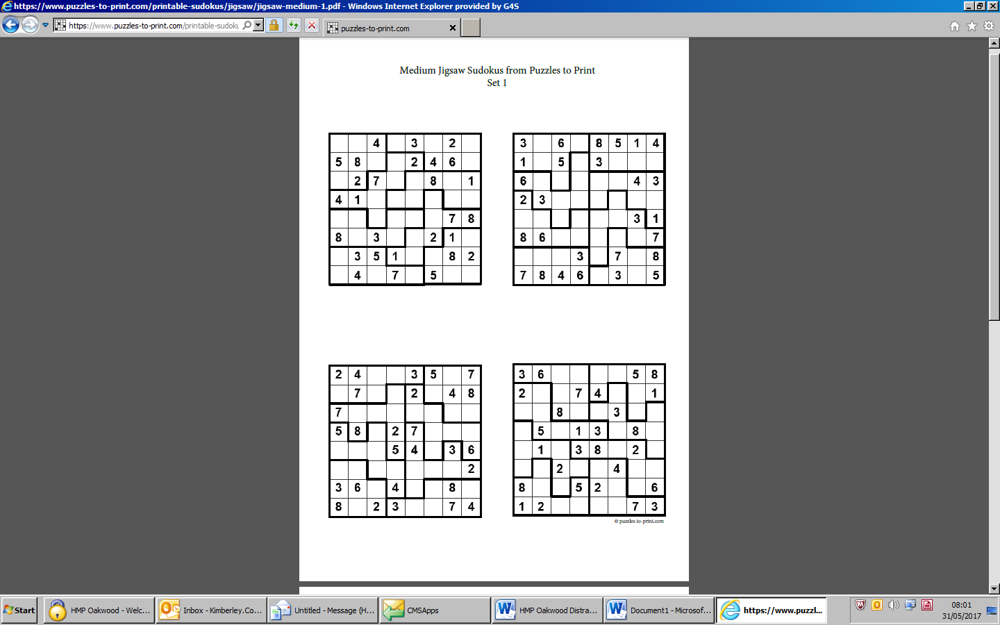 https://www.puzzles-to-print.com/printable-sudokus/jigsaw/jigsaw-medium-1.pdf - Windows Internet Explorer provided by G4S
https://www.puzzles-to-print.com/printable-sudoku
puzzles-to-print.com
Medium Jigsaw Sudokus from Puzzles to Print
Set 1
4 3 2
5 8 2 4 6
2 7 8 1
4 1
7 8
8 3 2 1
3 5 1 8 2
4 7 5
3 6 8 5 1 4
1 5 3
6 4 3
2 3
3 1
8 6 7
3 7 8
7 8 4 6 3 5
2 4 3 5 7
7 2 4 8
7
5 8 2 7
5 4 3 6
2
3 6 4 8
8 2 3 7 4
3 6 5 8
2 7 4 1
8 3
5 1 3 8
1 3 8 2
2 4
8 5 2 6
1 2 7 3
© puzzles-to-print.com
Start
HMP Oakwood - Welc...
Inbox - Kimberley.Co...
Untitled - Message (H...
CMSApps
HMP Oakwood Distra...
Document1 - Microsof...
https://www.puzzl...
08:01
31/05/2017